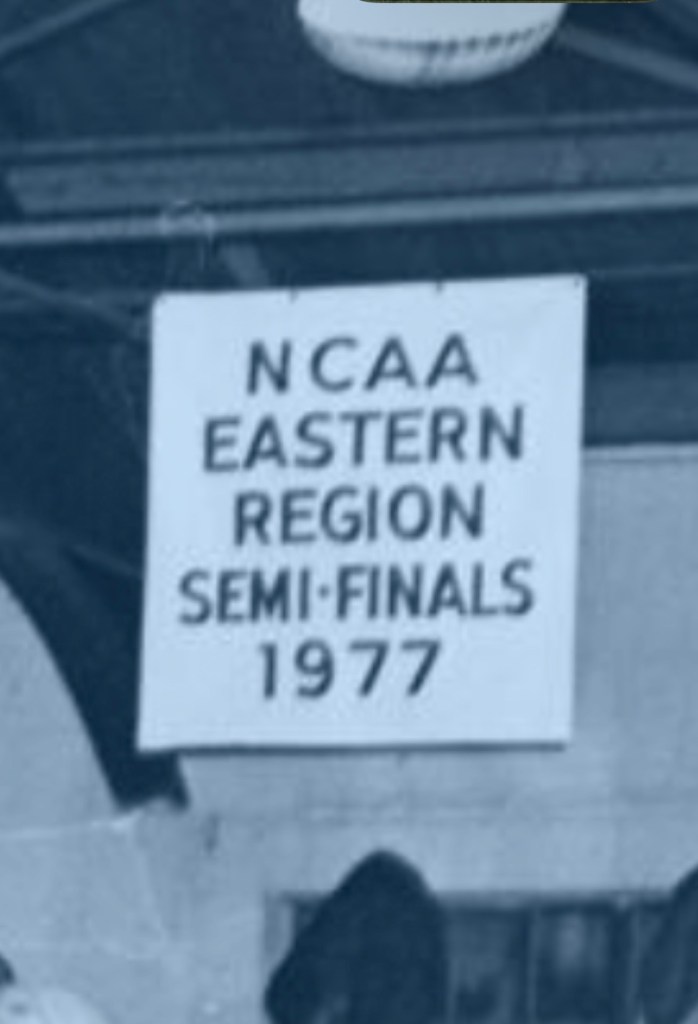 NCAA
EASTERN
REGION
SEMI-FINALS
1977